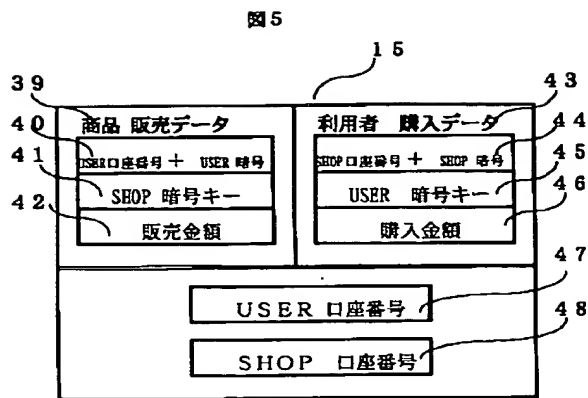 図5
15
39
商品 販売データ
40
USER口座番号+ USER 暗号
41
SHOP 暗号キー
42
販売金額
43
利用者 購入データ
44
SHOP口座番号+ SHOP 暗号
45
USER 暗号キー
46
購入金額
47
USER 口座番号
48
SHOP 口座番号